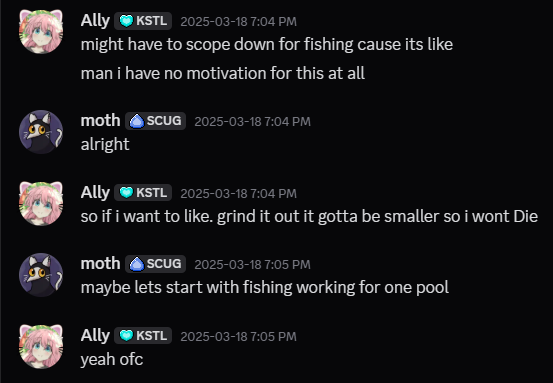 Ally KSTL 2025-03-18 7:04 PM
might have to scope down for fishing cause its like
man i have no motivation for this at all
moth SCUG 2025-03-18 7:04 PM
alright
Ally KSTL 2025-03-18 7:04 PM
so if i want to like. grind it out it gotta be smaller so i wont Die
moth SCUG 2025-03-18 7:05 PM
maybe lets start with fishing working for one pool
Ally KSTL 2025-03-18 7:05 PM
yeah ofc